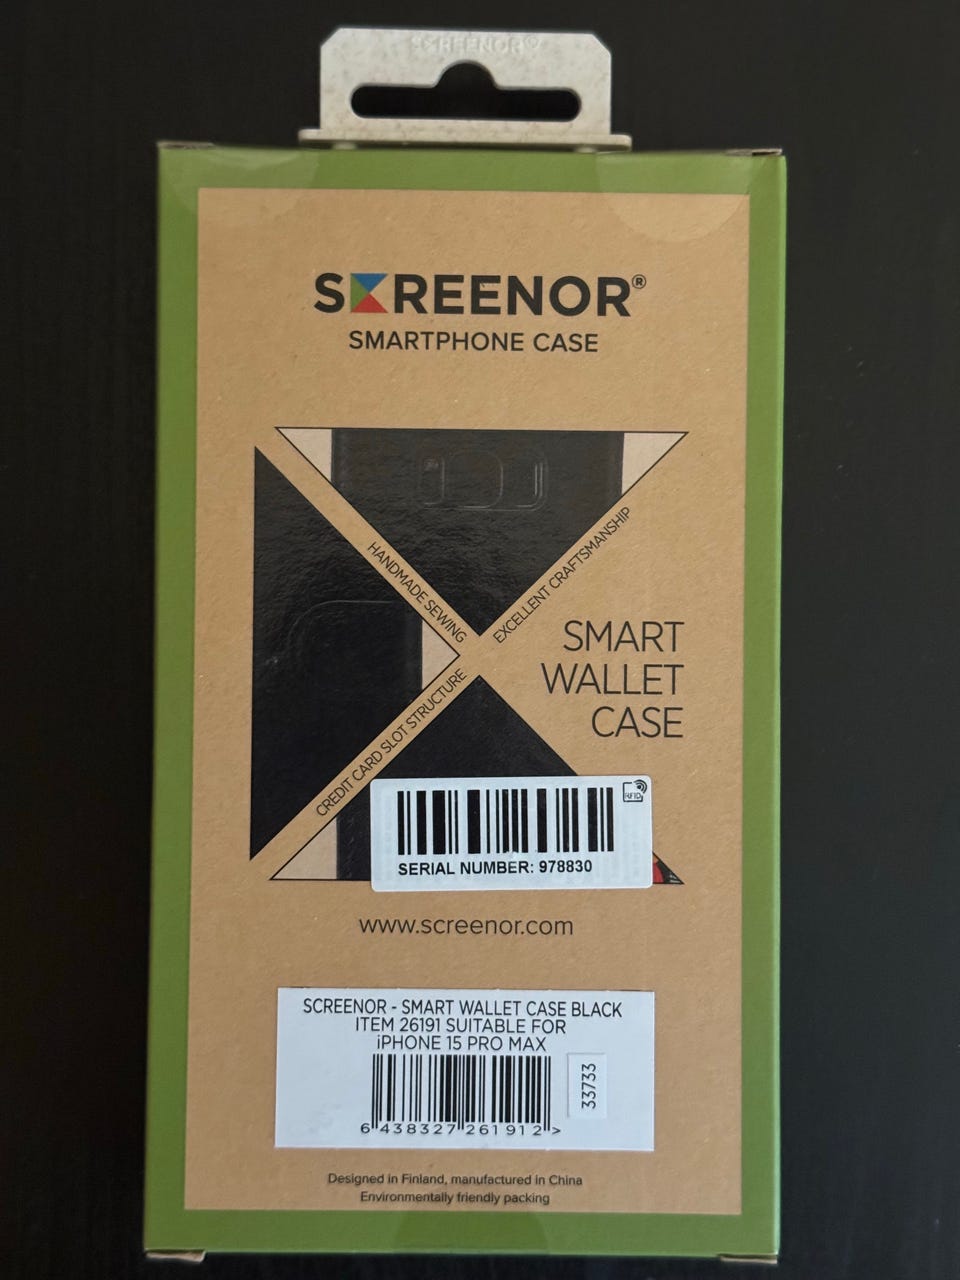 SCREENOR
SCREENOR®
SMARTPHONE CASE
HANDMADE SEWING
EXCELLENT CRAFTSMANSHIP
SMART
WALLET
CASE
CREDIT CARD SLOT STRUCTURE
RFID
SERIAL NUMBER: 978830
www.screenor.com
SCREENOR - SMART WALLET CASE BLACK
ITEM 26191 SUITABLE FOR
iPHONE 15 PRO MAX
33733
6 438327 261912 >
Designed in Finland, manufactured in China
Environmentally friendly packing